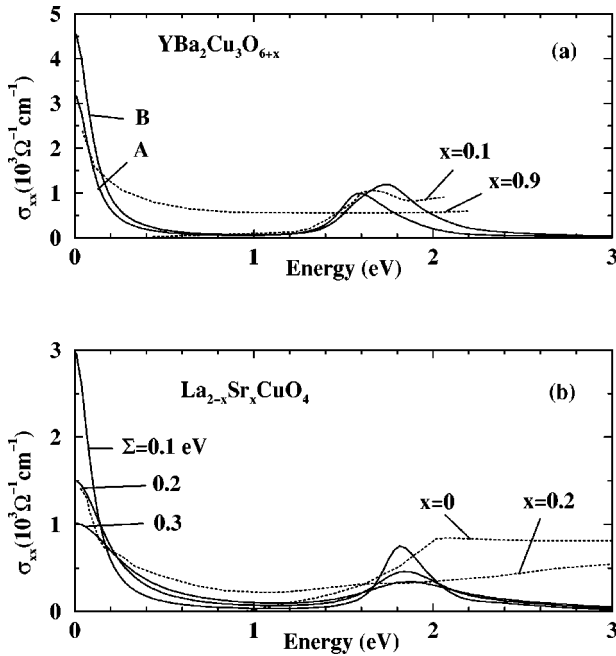 YBa₂Cu₃O₆₊ₓ
(a)
σₓₓ(10³Ω⁻¹cm⁻¹)
5
4
3
2
1
0
B
A
x=0.1
x=0.9
0 1 2 3
Energy (eV)
La₂₋ₓSrₓCuO₄
(b)
σₓₓ(10³Ω⁻¹cm⁻¹)
3
2
1
0
Σ=0.1 eV
0.2
0.3
x=0
x=0.2
0 1 2 3
Energy (eV)